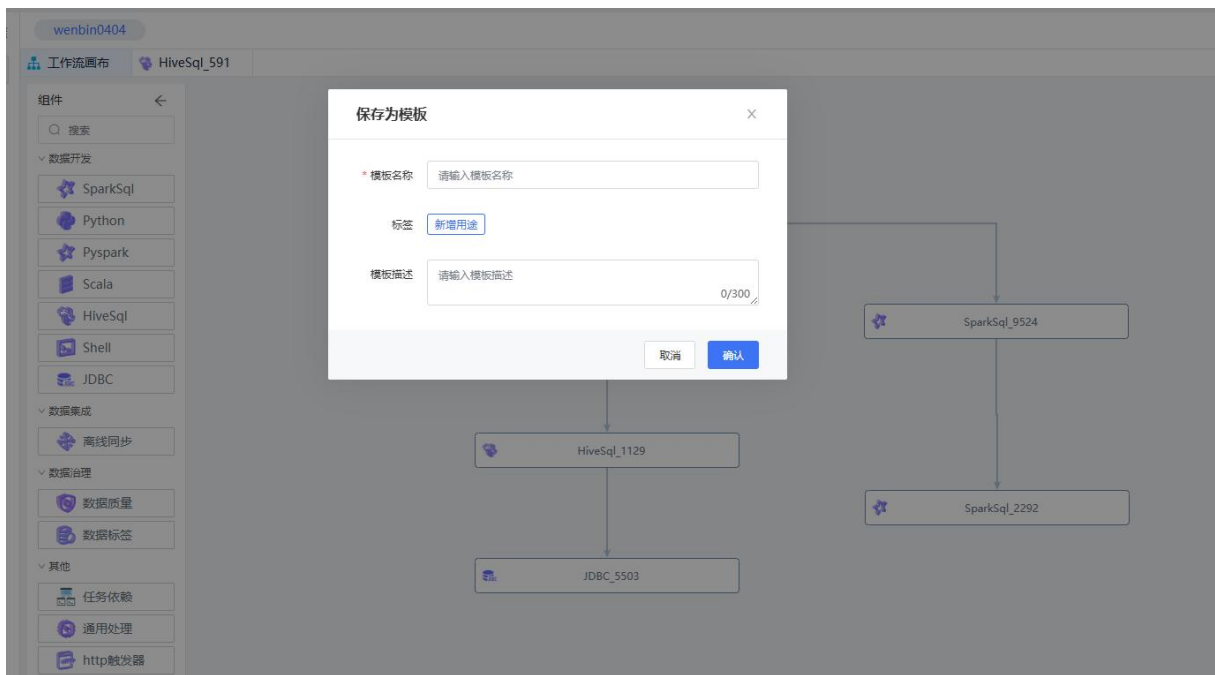 wenbin0404
工作流画布
HiveSql_591
组件
搜索
数据开发
SparkSql
Python
Pyspark
Scala
HiveSql
Shell
JDBC
数据集成
离线同步
数据治理
数据质量
数据标签
其他
任务依赖
通用处理
http触发器
保存为模板
* 模板名称
请输入模板名称
标签
新增用途
模板描述
请输入模板描述
0/300
取消
确认
SparkSql_9524
HiveSql_1129
SparkSql_2292
JDBC_5503